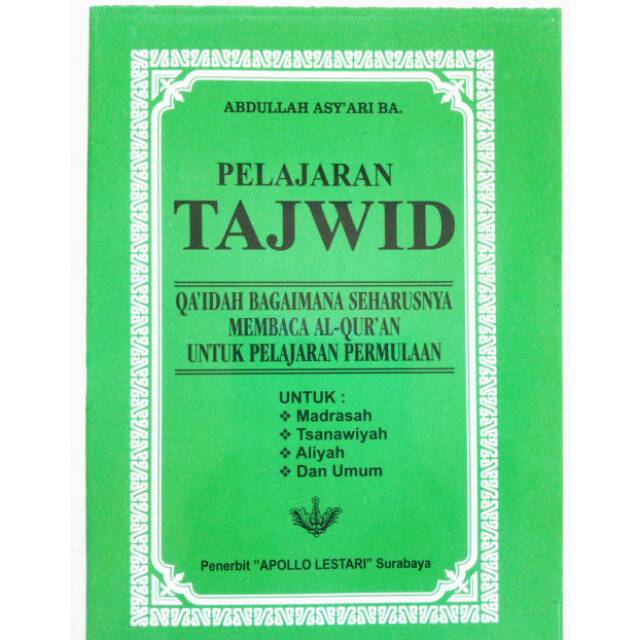 ABDULLAH ASY'ARI BA.
PELAJARAN
TAJWID
QA'IDAH BAGAIMANA SEHARUSNYA
MEMBACA AL-QUR'AN
UNTUK PELAJARAN PERMULAAN
UNTUK :
❖ Madrasah
❖ Tsanawiyah
❖ Aliyah
❖ Dan Umum
Penerbit "APOLLO LESTARI" Surabaya